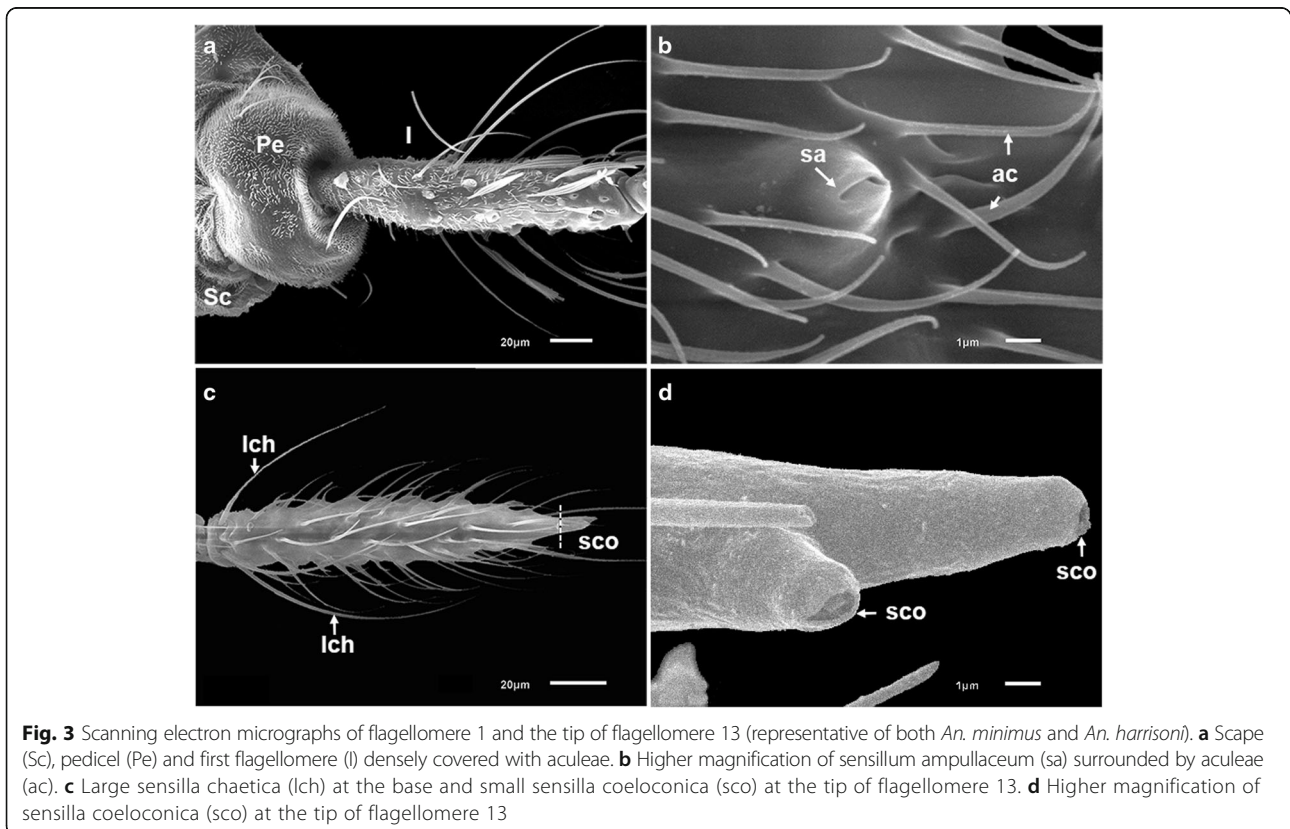 a
Pe
I
Sc
20µm
b
sa
ac
1µm
c
lch
lch
sco
20µm
d
sco
sco
1µm
Fig. 3 Scanning electron micrographs of flagellomere 1 and the tip of flagellomere 13 (representative of both An. minimus and An. harrisoni). a Scape
(Sc), pedicel (Pe) and first flagellomere (I) densely covered with aculeae. b Higher magnification of sensillum ampullaceum (sa) surrounded by aculeae
(ac). c Large sensilla chaetica (lch) at the base and small sensilla coeloconica (sco) at the tip of flagellomere 13. d Higher magnification of
sensilla coeloconica (sco) at the tip of flagellomere 13